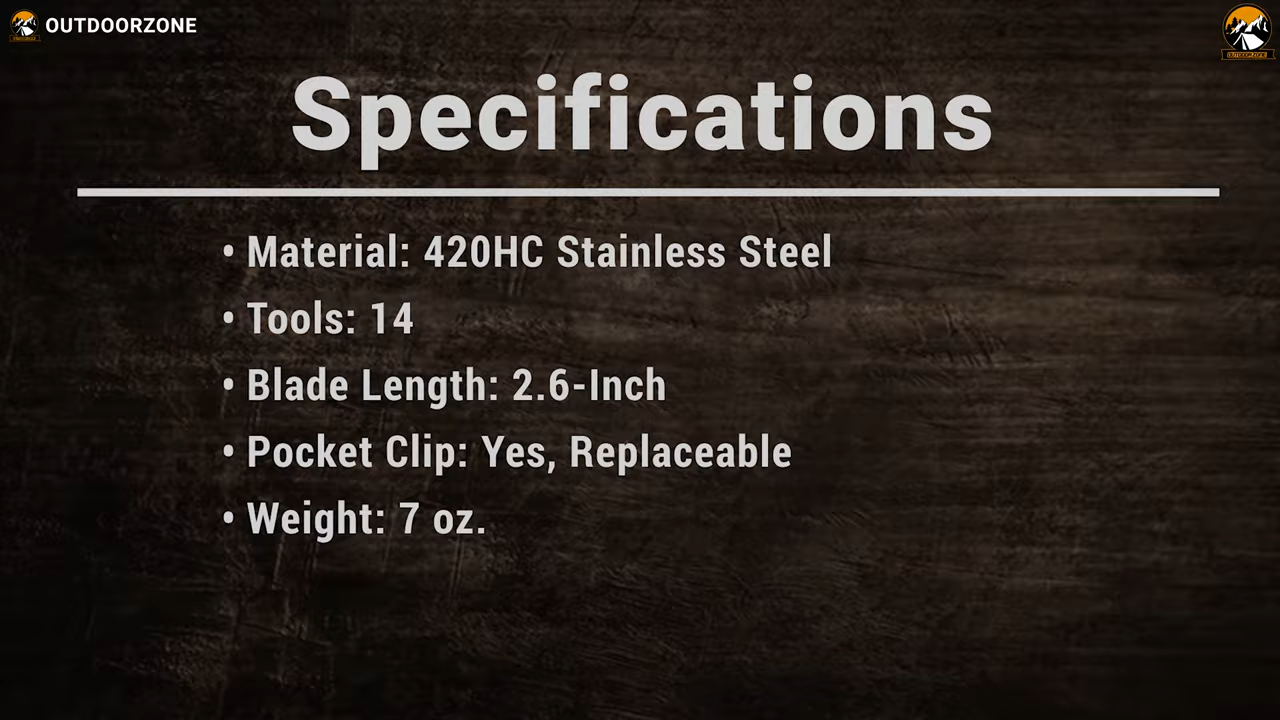 OUTDOORZONE
Specifications
• Material: 420HC Stainless Steel
• Tools: 14
• Blade Length: 2.6-Inch
• Pocket Clip: Yes, Replaceable
• Weight: 7 oz.
OUTDOORZONE